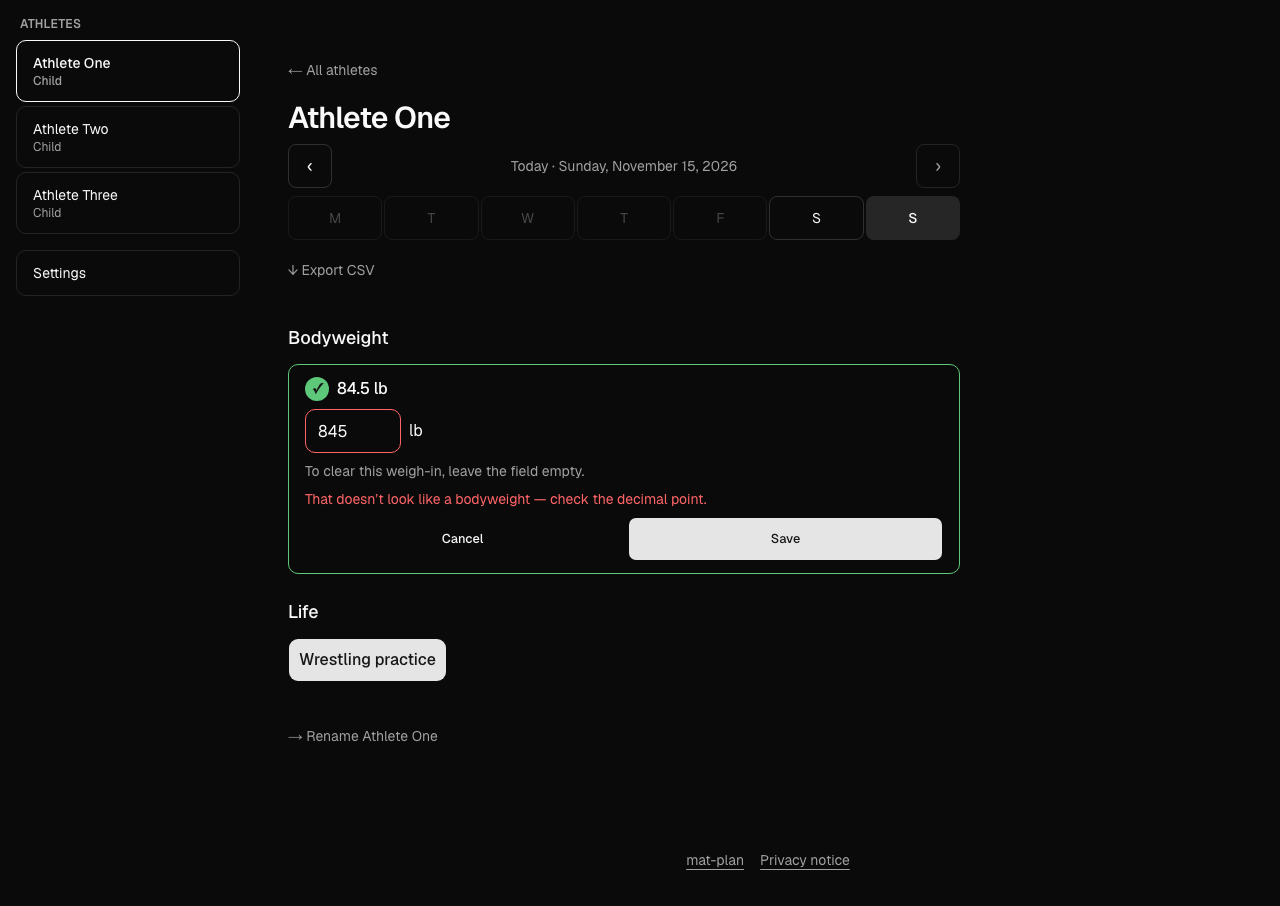 ATHLETES
Athlete One
Child
Athlete Two
Child
Athlete Three
Child
Settings
← All athletes
Athlete One
‹ Today · Sunday, November 15, 2026 ›
M T W T F S S
↓ Export CSV
Bodyweight
✓ 84.5 lb
845 lb
To clear this weigh-in, leave the field empty.
That doesn't look like a bodyweight — check the decimal point.
Cancel Save
Life
Wrestling practice
→ Rename Athlete One
mat-plan Privacy notice